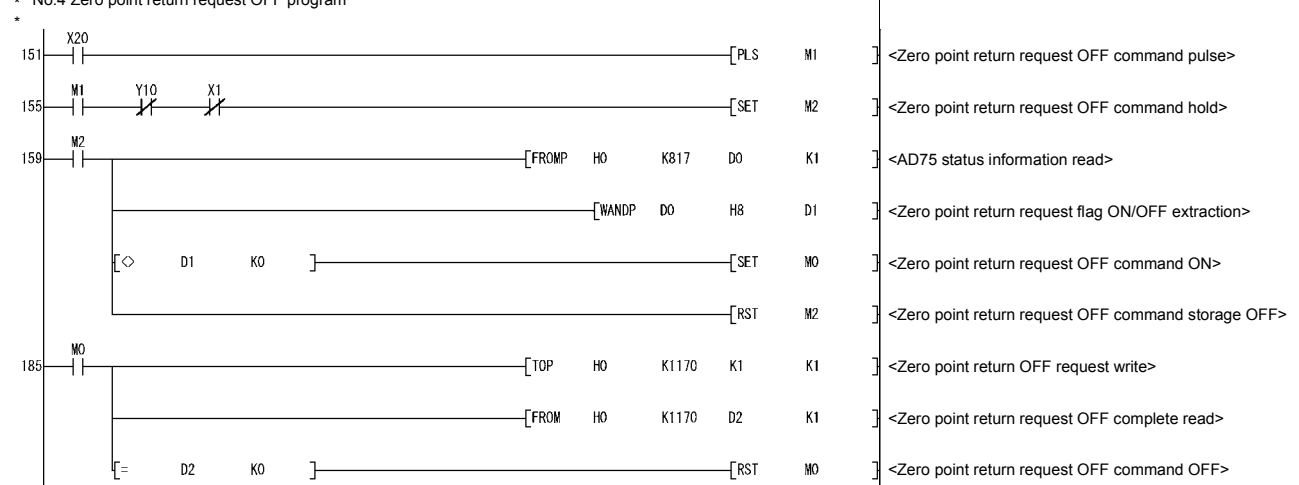 * No.4 Zero point return request OFF program
*
X20
151 [PLS M1 ] <Zero point return request OFF command pulse>
M1 Y10 X1
155 [SET M2 ] <Zero point return request OFF command hold>
M2
159 [FROMP H0 K817 D0 K1 ] <AD75 status information read>
[WANDP D0 H8 D1 ] <Zero point return request flag ON/OFF extraction>
[<> D1 K0 ] [SET M0 ] <Zero point return request OFF command ON>
[RST M2 ] <Zero point return request OFF command storage OFF>
M0
185 [TOP H0 K1170 K1 K1 ] <Zero point return OFF request write>
[FROM H0 K1170 D2 K1 ] <Zero point return request OFF complete read>
[= D2 K0 ] [RST M0 ] <Zero point return request OFF command OFF>